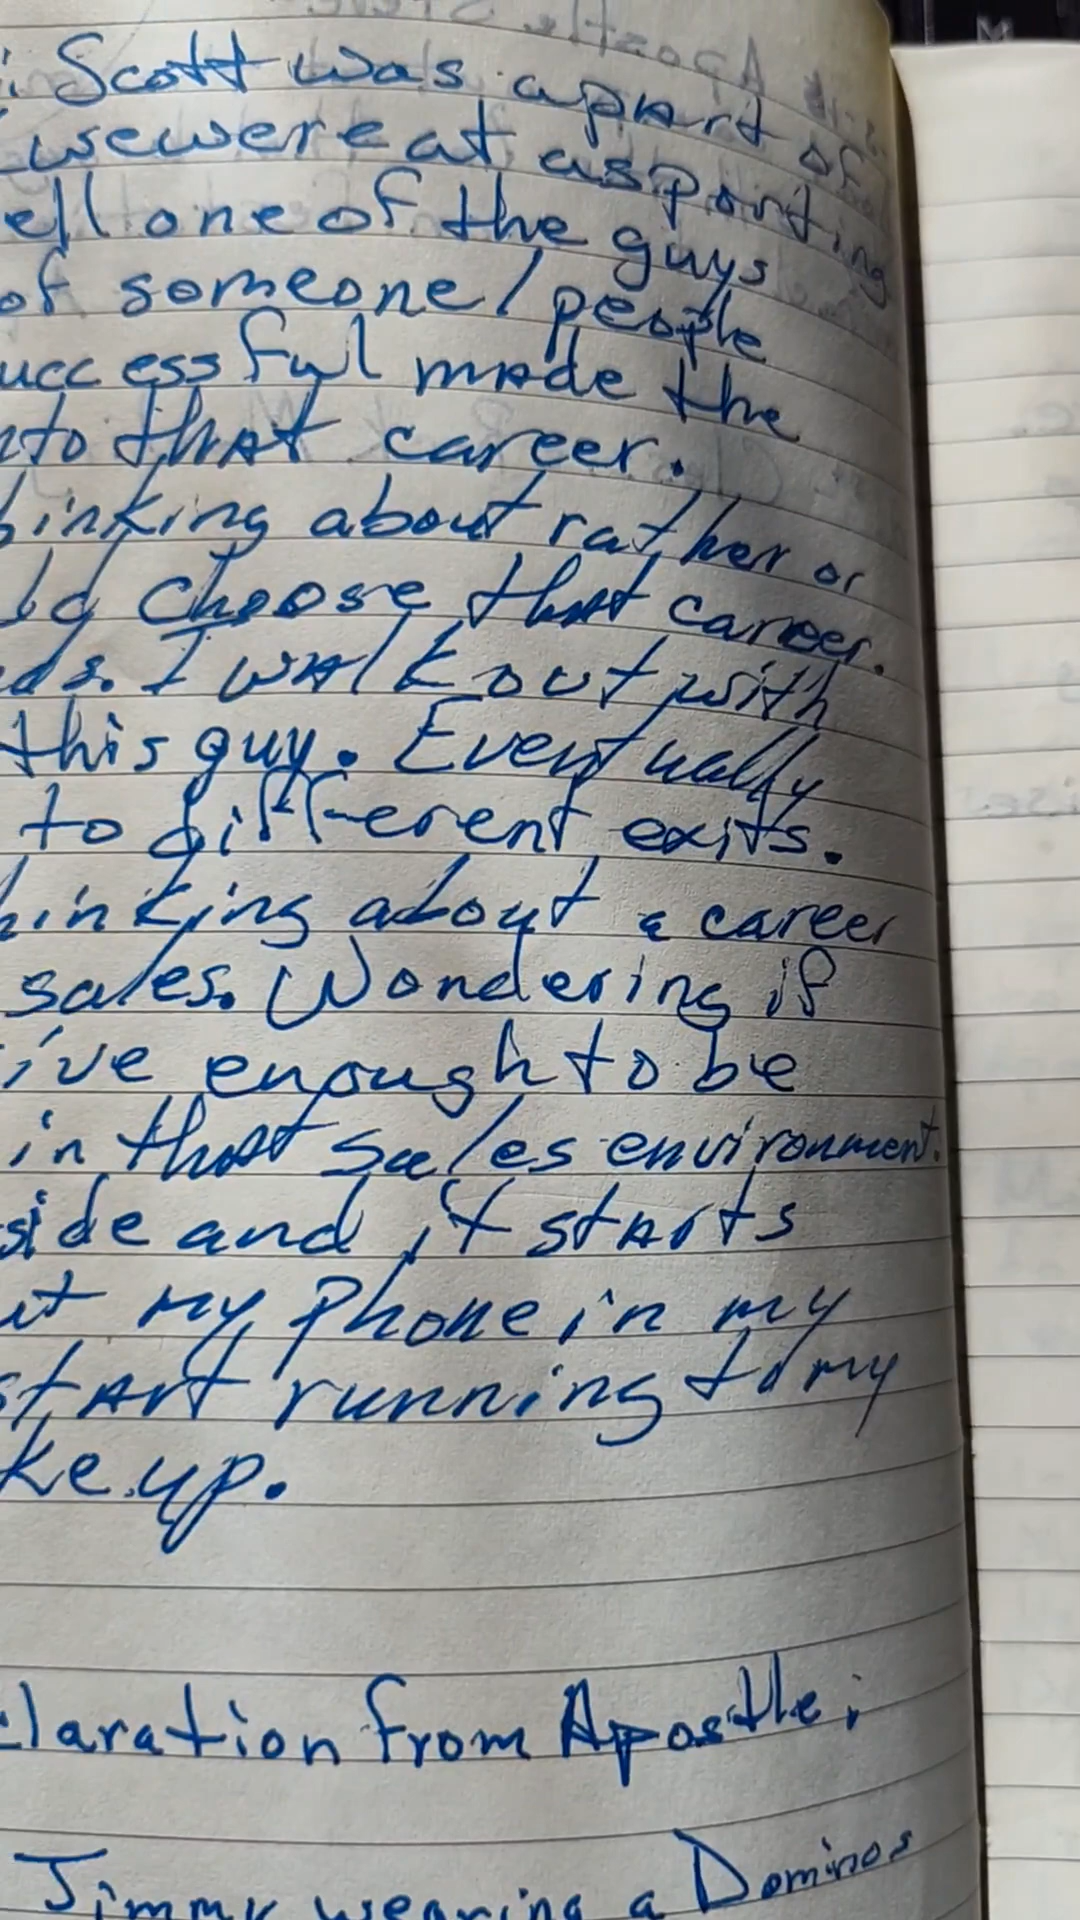 : Scott was apart of
wewere at asporting
ell one of the guys
of someone / people
uccessful made the
nto that career.
hinking about rather or
ld choose that career.
ds. I walk out with
this guy. Eventually
to different exits.
hinking about a career
sales. Wondering if
ive enough to be
in that sales environment.
side and it starts
ut my phone in my
start running to my
ke up.
claration from Apostle:
Jimmy wearing a Dominos